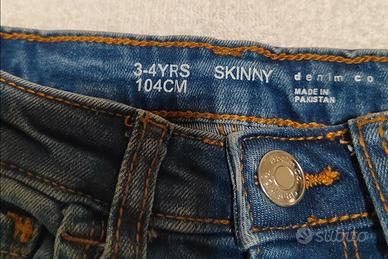 3-4YRS SKINNY denim co
104CM MADE IN
PAKISTAN
subito